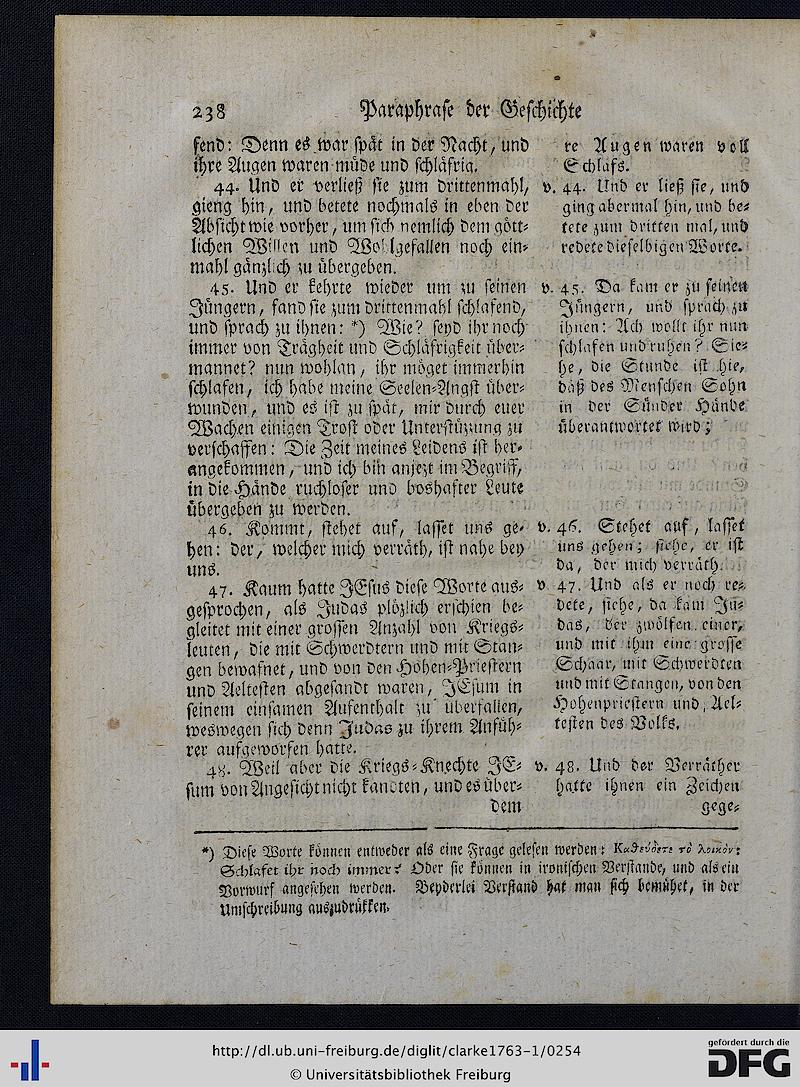 238 Paraphrase der Geschichte
send: Denn es war spät in der Nacht, und
ihre Augen waren müde und schläfrig.
44. Und er verließ sie zum drittenmahl,
gieng hin, und betete nochmals in eben der
Absicht wie vorher, um sich nemlich dem gött-
lichen Willen und Wohlgefallen noch ein-
mahl gänzlich zu übergeben.
45. Und er kehrte wieder um zu seinen
Jüngern, fand sie zum drittenmahl schlafend,
und sprach zu ihnen: *) Wie? seyd ihr noch
immer von Trägheit und Schläfrigkeit über-
mannet? nun wohlan, ihr möget immerhin
schlafen, ich habe meine Seelen-Angst über-
wunden, und es ist zu spät, mir durch euer
Wachen einigen Trost oder Unterstüzung zu
verschaffen: Die Zeit meines Leidens ist her-
angekommen, und ich bin anjezt im Begriff,
in die Hände ruchloser und boshafter Leute
übergeben zu werden.
46. Kommt, stehet auf, lasset uns ge-
hen: der, welcher mich verräth, ist nahe bey
uns.
47. Kaum hatte JEsus diese Worte aus-
gesprochen, als Judas plözlich erschien be-
gleitet mit einer grossen Anzahl von Kriegs-
leuten, die mit Schwerdtern und mit Stan-
gen bewafnet, und von den Hohen-Priestern
und Aeltesten abgesandt waren, JEsum in
seinem einsamen Aufenthalt zu überfallen,
weswegen sich denn Judas zu ihrem Anfüh-
rer aufgeworfen hatte.
48. Weil aber die Kriegs-Knechte JE-
sum von Angesicht nicht kanten, und es über-
dem
re Augen waren voll
Schlafs.
v. 44. Und er ließ sie, und
ging abermal hin, und be-
tete zum dritten mal, und
redete dieselbigen Worte.
v. 45. Da kam er zu seinen
Jüngern, und sprach zu
ihnen: Ach wollt ihr nun
schlafen und ruhen? Sie-
he, die Stunde ist hie,
daß des Menschen Sohn
in der Sünder Hände
überantwortet wird;
v. 46. Stehet auf, lasset
uns gehen; siehe, er ist
da, der mich verräth.
v. 47. Und als er noch re-
dete, siehe, da kam Ju-
das, der zwölfen einer,
und mit ihm eine grosse
Schaar, mit Schwerdten
und mit Stangen, von den
Hohenpriestern und Ael-
testen des Volks.
v. 48. Und der Verräther
hatte ihnen ein Zeichen
gege-
*) Diese Worte können entweder als eine Frage gelesen werden: Καθεύδετε τὸ λοιπόν;
Schlafet ihr noch immer? Oder sie können in ironischen Verstande, und als ein
Vorwurf angesehen werden. Beyderlei Verstand hat man sich bemühet, in der
Umschreibung auszudrükken.
http://dl.ub.uni-freiburg.de/diglit/clarke1763-1/0254
© Universitätsbibliothek Freiburg
gefördert durch die
DFG